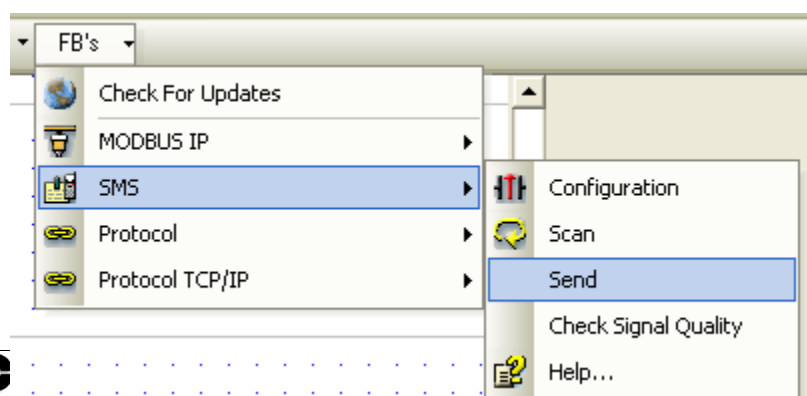 FB's
Check For Updates
MODBUS IP
SMS
Protocol
Protocol TCP/IP
Configuration
Scan
Send
Check Signal Quality
Help...